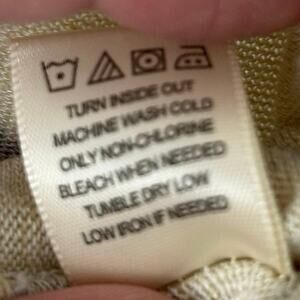 TURN INSIDE OUT
MACHINE WASH COLD
ONLY NON-CHLORINE
BLEACH WHEN NEEDED
TUMBLE DRY LOW
LOW IRON IF NEEDED